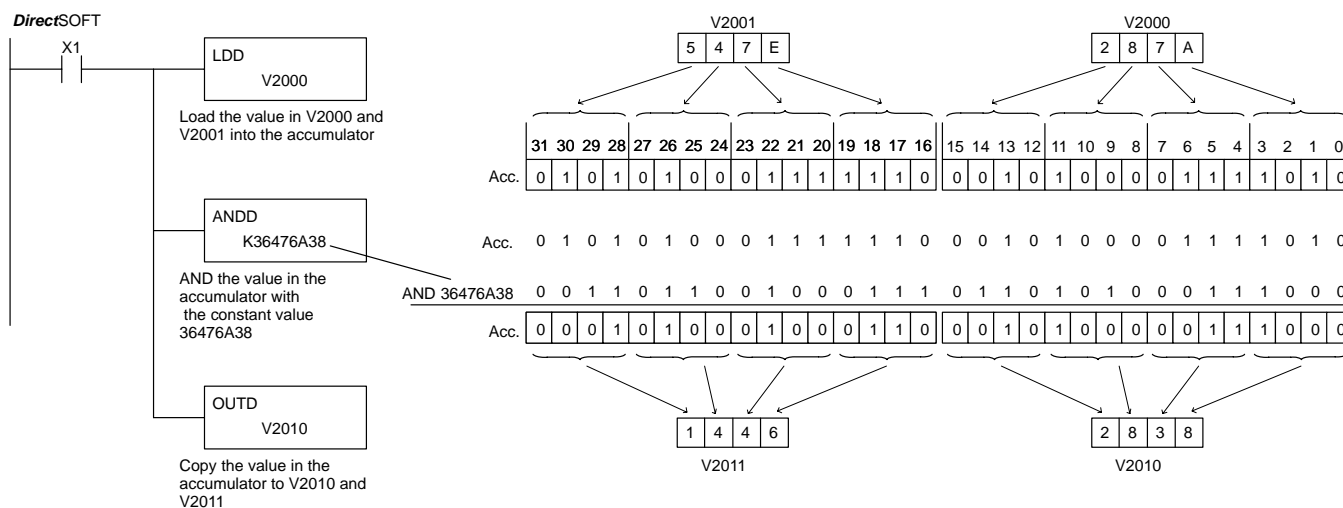 DirectSOFT
X1
LDD
V2000
Load the value in V2000 and
V2001 into the accumulator
ANDD
K36476A38
AND the value in the
accumulator with
the constant value
36476A38
OUTD
V2010
Copy the value in the
accumulator to V2010 and
V2011
V2001
5 4 7 E
V2000
2 8 7 A
31 30 29 28 27 26 25 24 23 22 21 20 19 18 17 16 15 14 13 12 11 10 9 8 7 6 5 4 3 2 1 0
Acc. 0 1 0 1 0 1 0 0 0 1 1 1 1 1 1 0 0 0 1 0 1 0 0 0 0 1 1 1 1 0 1 0
Acc. 0 1 0 1 0 1 0 0 0 1 1 1 1 1 1 0 0 0 1 0 1 0 0 0 0 1 1 1 1 0 1 0
AND 36476A38 0 0 1 1 0 1 1 0 0 1 0 0 0 1 1 1 0 1 1 0 1 0 1 0 0 0 1 1 1 0 0 0
Acc. 0 0 0 1 0 1 0 0 0 1 0 0 0 1 1 0 0 0 1 0 1 0 0 0 0 0 1 1 1 0 0 0
1 4 4 6
V2011
2 8 3 8
V2010